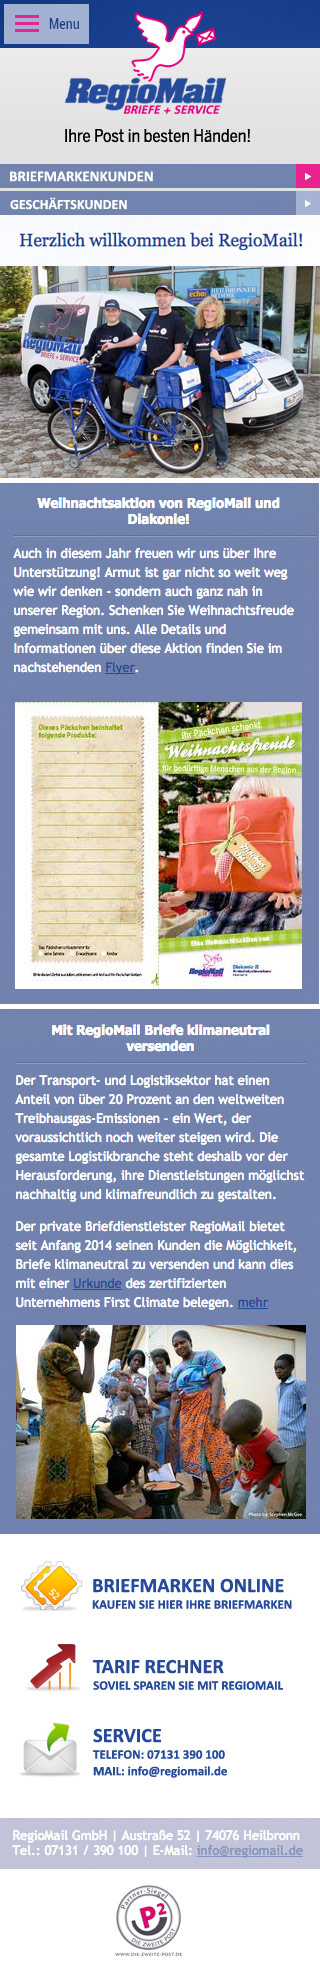 Menu
RegioMail
BRIEFE + SERVICE
Ihre Post in besten Händen!
BRIEFMARKENKUNDEN
GESCHÄFTSKUNDEN
Herzlich willkommen bei RegioMail!
RegioMail
BRIEFE + SERVICE
Weihnachtsaktion von RegioMail und
Diakonie!
Auch in diesem Jahr freuen wir uns über Ihre
Unterstützung! Armut ist gar nicht so weit weg
wie wir denken - sondern auch ganz nah in
unserer Region. Schenken Sie Weihnachtsfreude
gemeinsam mit uns. Alle Details und
Informationen über diese Aktion finden Sie im
nachstehenden Flyer.
Dieses Päckchen beinhaltet
folgende Produkte:
Ihr Päckchen schenkt
Weihnachtsfreude
für bedürftige Menschen aus der Region
Eine Weihnachtsaktion von
RegioMail
Diakonie
Mit RegioMail Briefe klimaneutral
versenden
Der Transport- und Logistiksektor hat einen
Anteil von über 20 Prozent an den weltweiten
Treibhausgas-Emissionen – ein Wert, der
voraussichtlich noch weiter steigen wird. Die
gesamte Logistikbranche steht deshalb vor der
Herausforderung, ihre Dienstleistungen möglichst
nachhaltig und klimafreundlich zu gestalten.
Der private Briefdienstleister RegioMail bietet
seit Anfang 2014 seinen Kunden die Möglichkeit,
Briefe klimaneutral zu versenden und kann dies
mit einer Urkunde des zertifizierten
Unternehmens First Climate belegen. mehr
Photo by: Stephen McGee
52
BRIEFMARKEN ONLINE
KAUFEN SIE HIER IHRE BRIEFMARKEN
TARIF RECHNER
SOVIEL SPAREN SIE MIT REGIOMAIL
SERVICE
TELEFON: 07131 390 100
MAIL: info@regiomail.de
RegioMail GmbH | Austraße 52 | 74076 Heilbronn
Tel.: 07131 / 390 100 | E-Mail: info@regiomail.de
Partner-Siegel
P2
DIE ZWEITE POST
WWW.DIE-ZWEITE-POST.DE